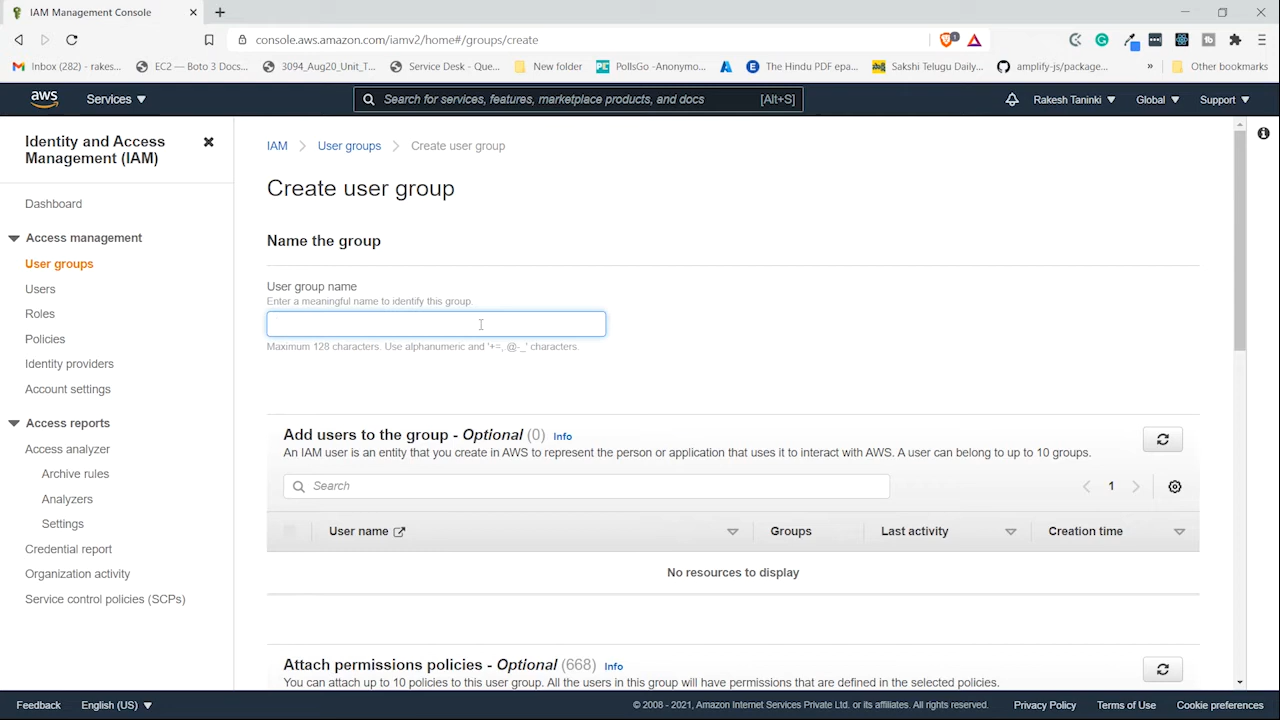 IAM Management Console
console.aws.amazon.com/iamv2/home#/groups/create
1
Inbox (282) - rakes...
EC2 — Boto 3 Docs...
3094_Aug20_Unit_T...
Service Desk - Que...
New folder
PollsGo -Anonymo...
The Hindu PDF epa...
Sakshi Telugu Daily...
amplify-js/package...
»
Other bookmarks
aws
Services
Search for services, features, marketplace products, and docs
[Alt+S]
Rakesh Taninki
Global
Support
Identity and Access
Management (IAM)
Dashboard
Access management
User groups
Users
Roles
Policies
Identity providers
Account settings
Access reports
Access analyzer
Archive rules
Analyzers
Settings
Credential report
Organization activity
Service control policies (SCPs)
IAM > User groups > Create user group
Create user group
Name the group
User group name
Enter a meaningful name to identify this group.
Maximum 128 characters. Use alphanumeric and '+=,.@-_' characters.
Add users to the group - Optional (0) Info
An IAM user is an entity that you create in AWS to represent the person or application that uses it to interact with AWS. A user can belong to up to 10 groups.
Search
1
User name
Groups
Last activity
Creation time
No resources to display
Attach permissions policies - Optional (668) Info
You can attach up to 10 policies to this user group. All the users in this group will have permissions that are defined in the selected policies.
Feedback
English (US)
© 2008 - 2021, Amazon Internet Services Private Ltd. or its affiliates. All rights reserved.
Privacy Policy
Terms of Use
Cookie preferences